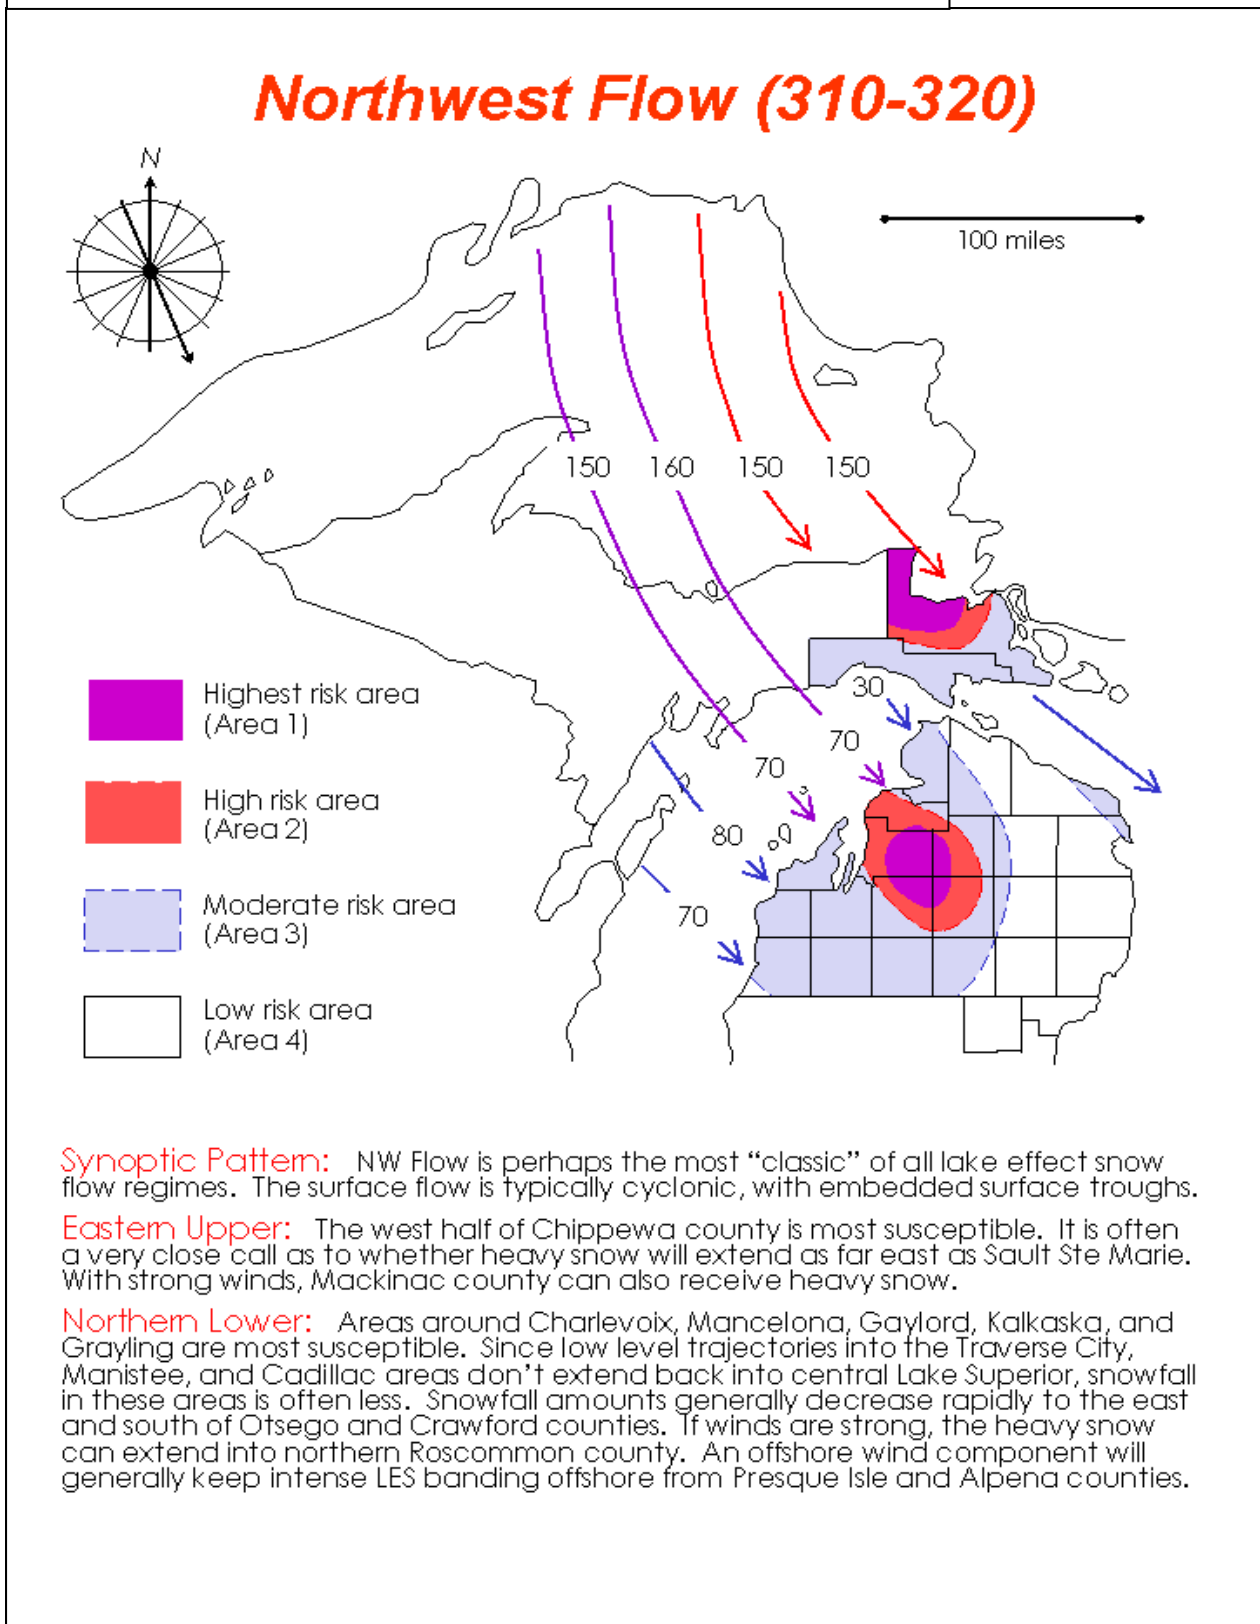 Northwest Flow (310-320)
N
100 miles
150 160 150 150
30
70
70
80
70
Highest risk area
(Area 1)
High risk area
(Area 2)
Moderate risk area
(Area 3)
Low risk area
(Area 4)
Synoptic Pattern: NW Flow is perhaps the most “classic” of all lake effect snow
flow regimes. The surface flow is typically cyclonic, with embedded surface troughs.
Eastern Upper: The west half of Chippewa county is most susceptible. It is often
a very close call as to whether heavy snow will extend as far east as Sault Ste Marie.
With strong winds, Mackinac county can also receive heavy snow.
Northern Lower: Areas around Charlevoix, Mancelona, Gaylord, Kalkaska, and
Grayling are most susceptible. Since low level trajectories into the Traverse City,
Manistee, and Cadillac areas don’t extend back into central Lake Superior, snowfall
in these areas is often less. Snowfall amounts generally decrease rapidly to the east
and south of Otsego and Crawford counties. If winds are strong, the heavy snow
can extend into northern Roscommon county. An offshore wind component will
generally keep intense LES banding offshore from Presque Isle and Alpena counties.